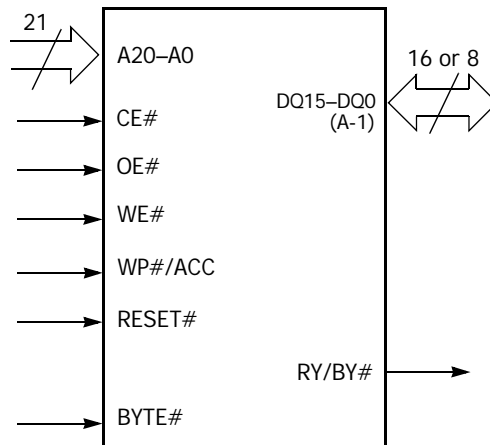 21
A20–A0
16 or 8
DQ15–DQ0
(A-1)
CE#
OE#
WE#
WP#/ACC
RESET#
RY/BY#
BYTE#